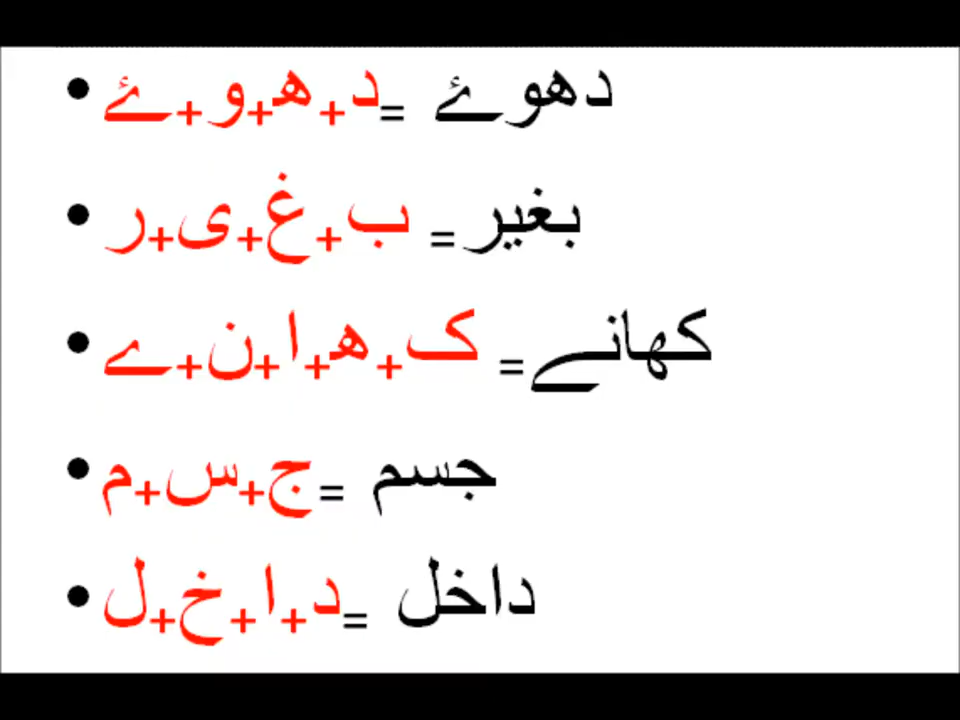 • دھوئے = د+ھ+و+ئے
• بغیر = ب+غ+ی+ر
• کھانے = ک+ھ+ا+ن+ے
• جسم = ج+س+م
• داخل = د+ا+خ+ل